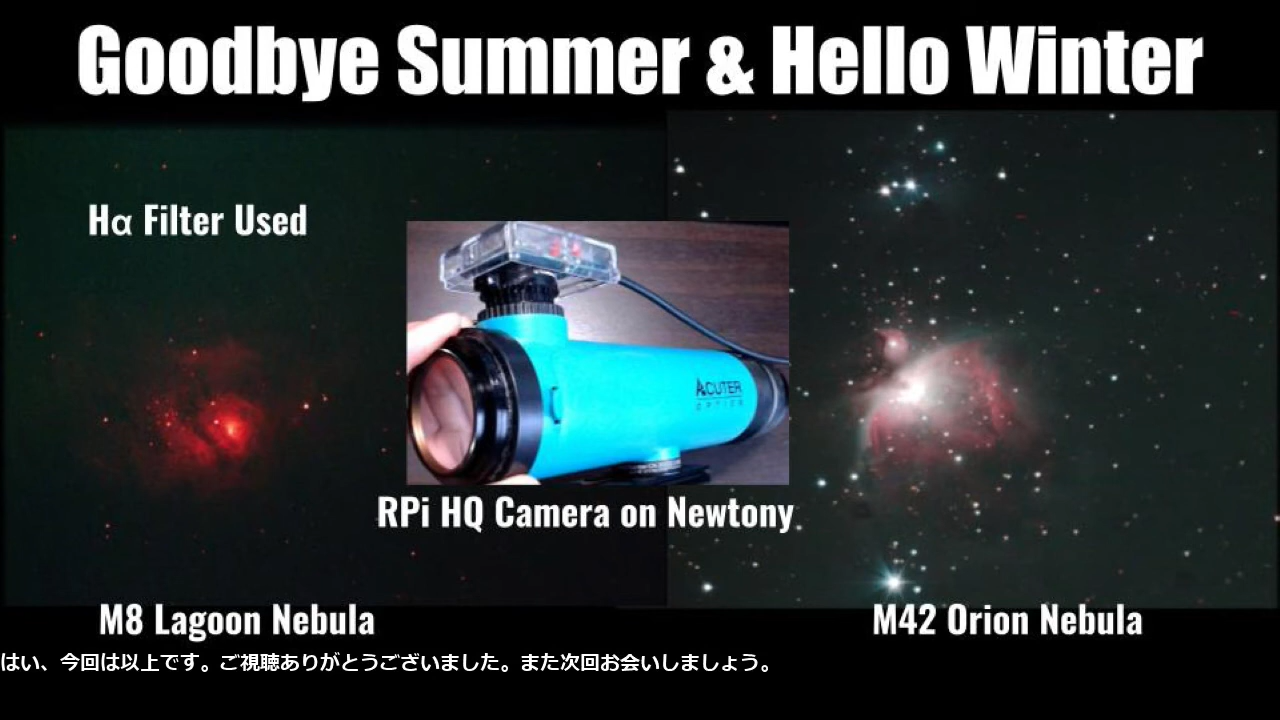 Goodbye Summer & Hello Winter
Hα Filter Used
ACUTER
OPTICS
RPi HQ Camera on Newtony
M8 Lagoon Nebula
M42 Orion Nebula
はい、今回は以上です。ご視聴ありがとうございました。また次回お会いしましょう。